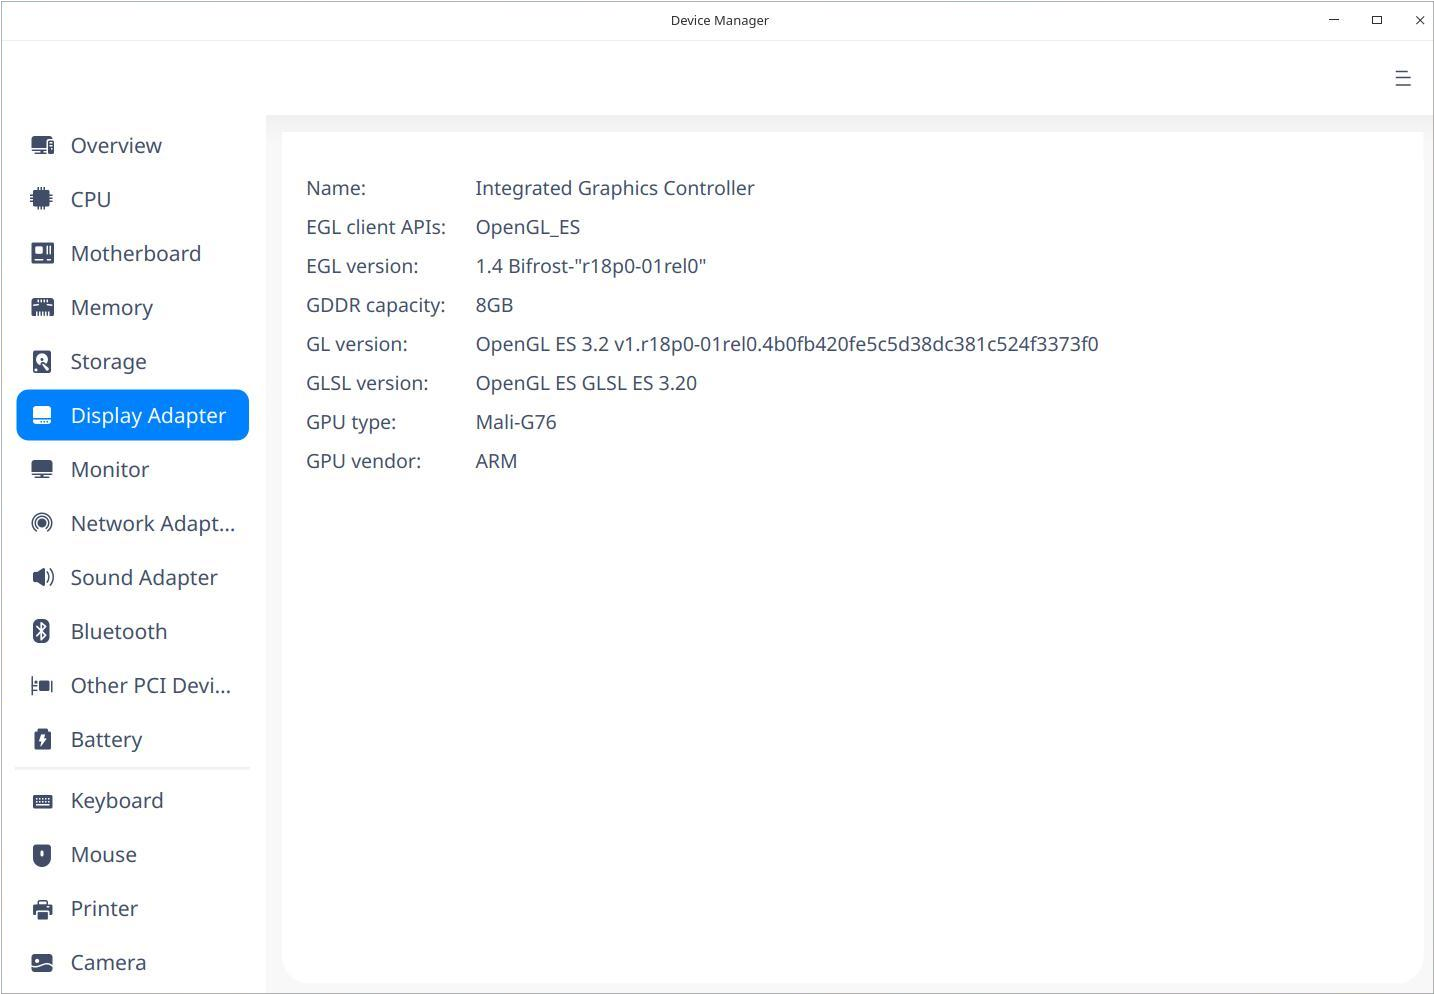 Device Manager
Overview
CPU
Motherboard
Memory
Storage
Display Adapter
Monitor
Network Adapt...
Sound Adapter
Bluetooth
Other PCI Devi...
Battery
Keyboard
Mouse
Printer
Camera
Name: Integrated Graphics Controller
EGL client APIs: OpenGL_ES
EGL version: 1.4 Bifrost-"r18p0-01rel0"
GDDR capacity: 8GB
GL version: OpenGL ES 3.2 v1.r18p0-01rel0.4b0fb420fe5c5d38dc381c524f3373f0
GLSL version: OpenGL ES GLSL ES 3.20
GPU type: Mali-G76
GPU vendor: ARM